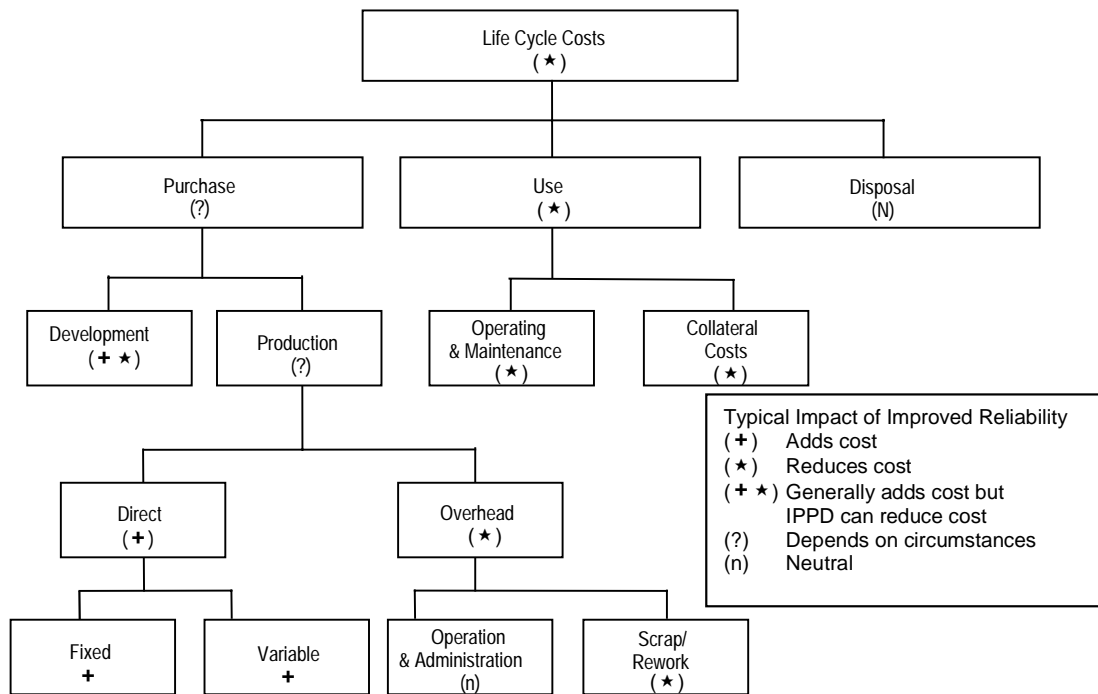 Life Cycle Costs
(★)
Purchase
(?)
Use
(★)
Disposal
(N)
Development
(+ ★)
Production
(?)
Operating
& Maintenance
(★)
Collateral
Costs
(★)
Typical Impact of Improved Reliability
(+) Adds cost
(★) Reduces cost
(+ ★) Generally adds cost but
IPPD can reduce cost
(?) Depends on circumstances
(n) Neutral
Direct
(+)
Overhead
(★)
Fixed
+
Variable
+
Operation
& Administration
(n)
Scrap/
Rework
(★)